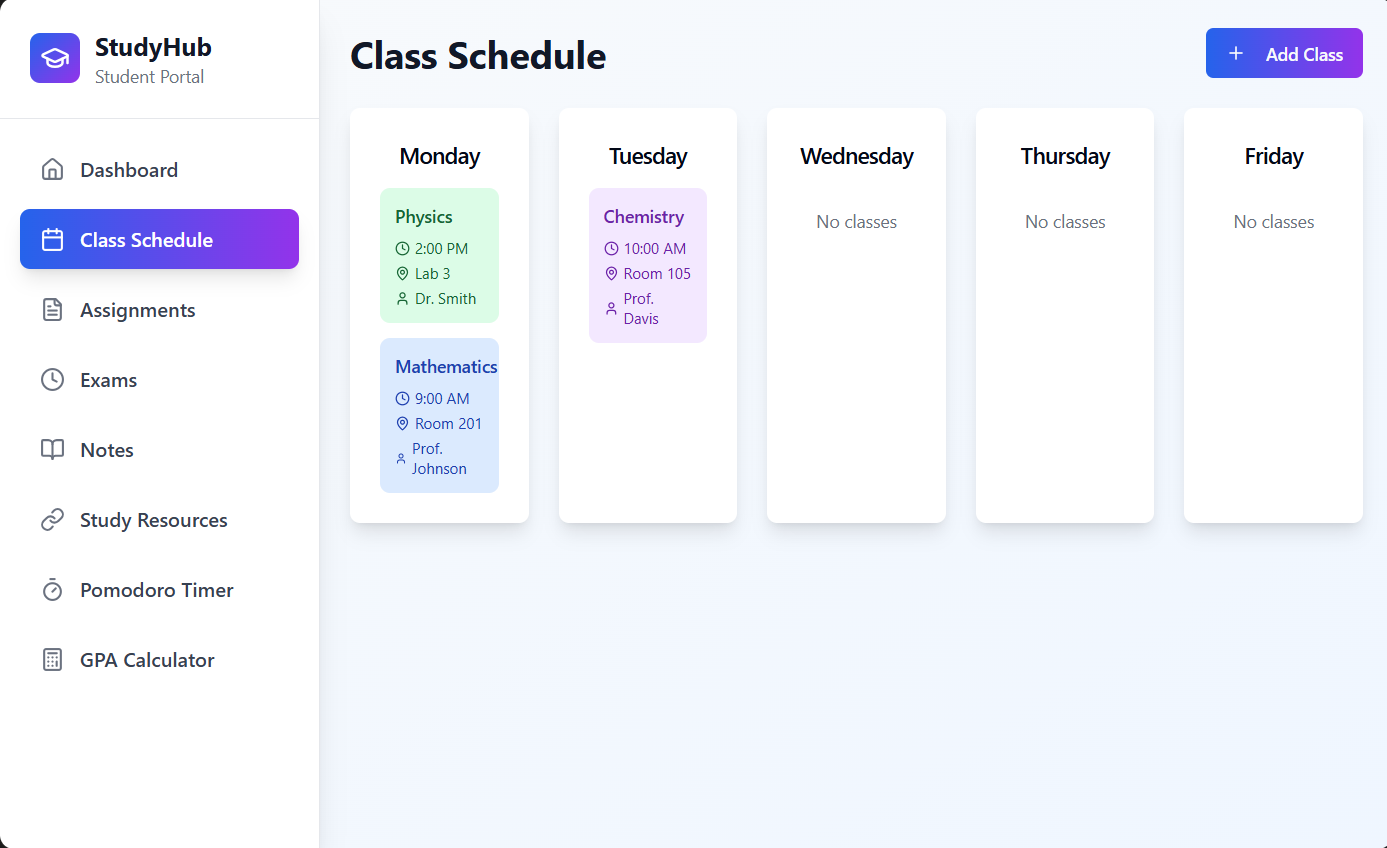 StudyHub
Student Portal
Dashboard
Class Schedule
Assignments
Exams
Notes
Study Resources
Pomodoro Timer
GPA Calculator
Class Schedule
Add Class
Monday
Physics
2:00 PM
Lab 3
Dr. Smith
Mathematics
9:00 AM
Room 201
Prof.
Johnson
Tuesday
Chemistry
10:00 AM
Room 105
Prof.
Davis
Wednesday
No classes
Thursday
No classes
Friday
No classes